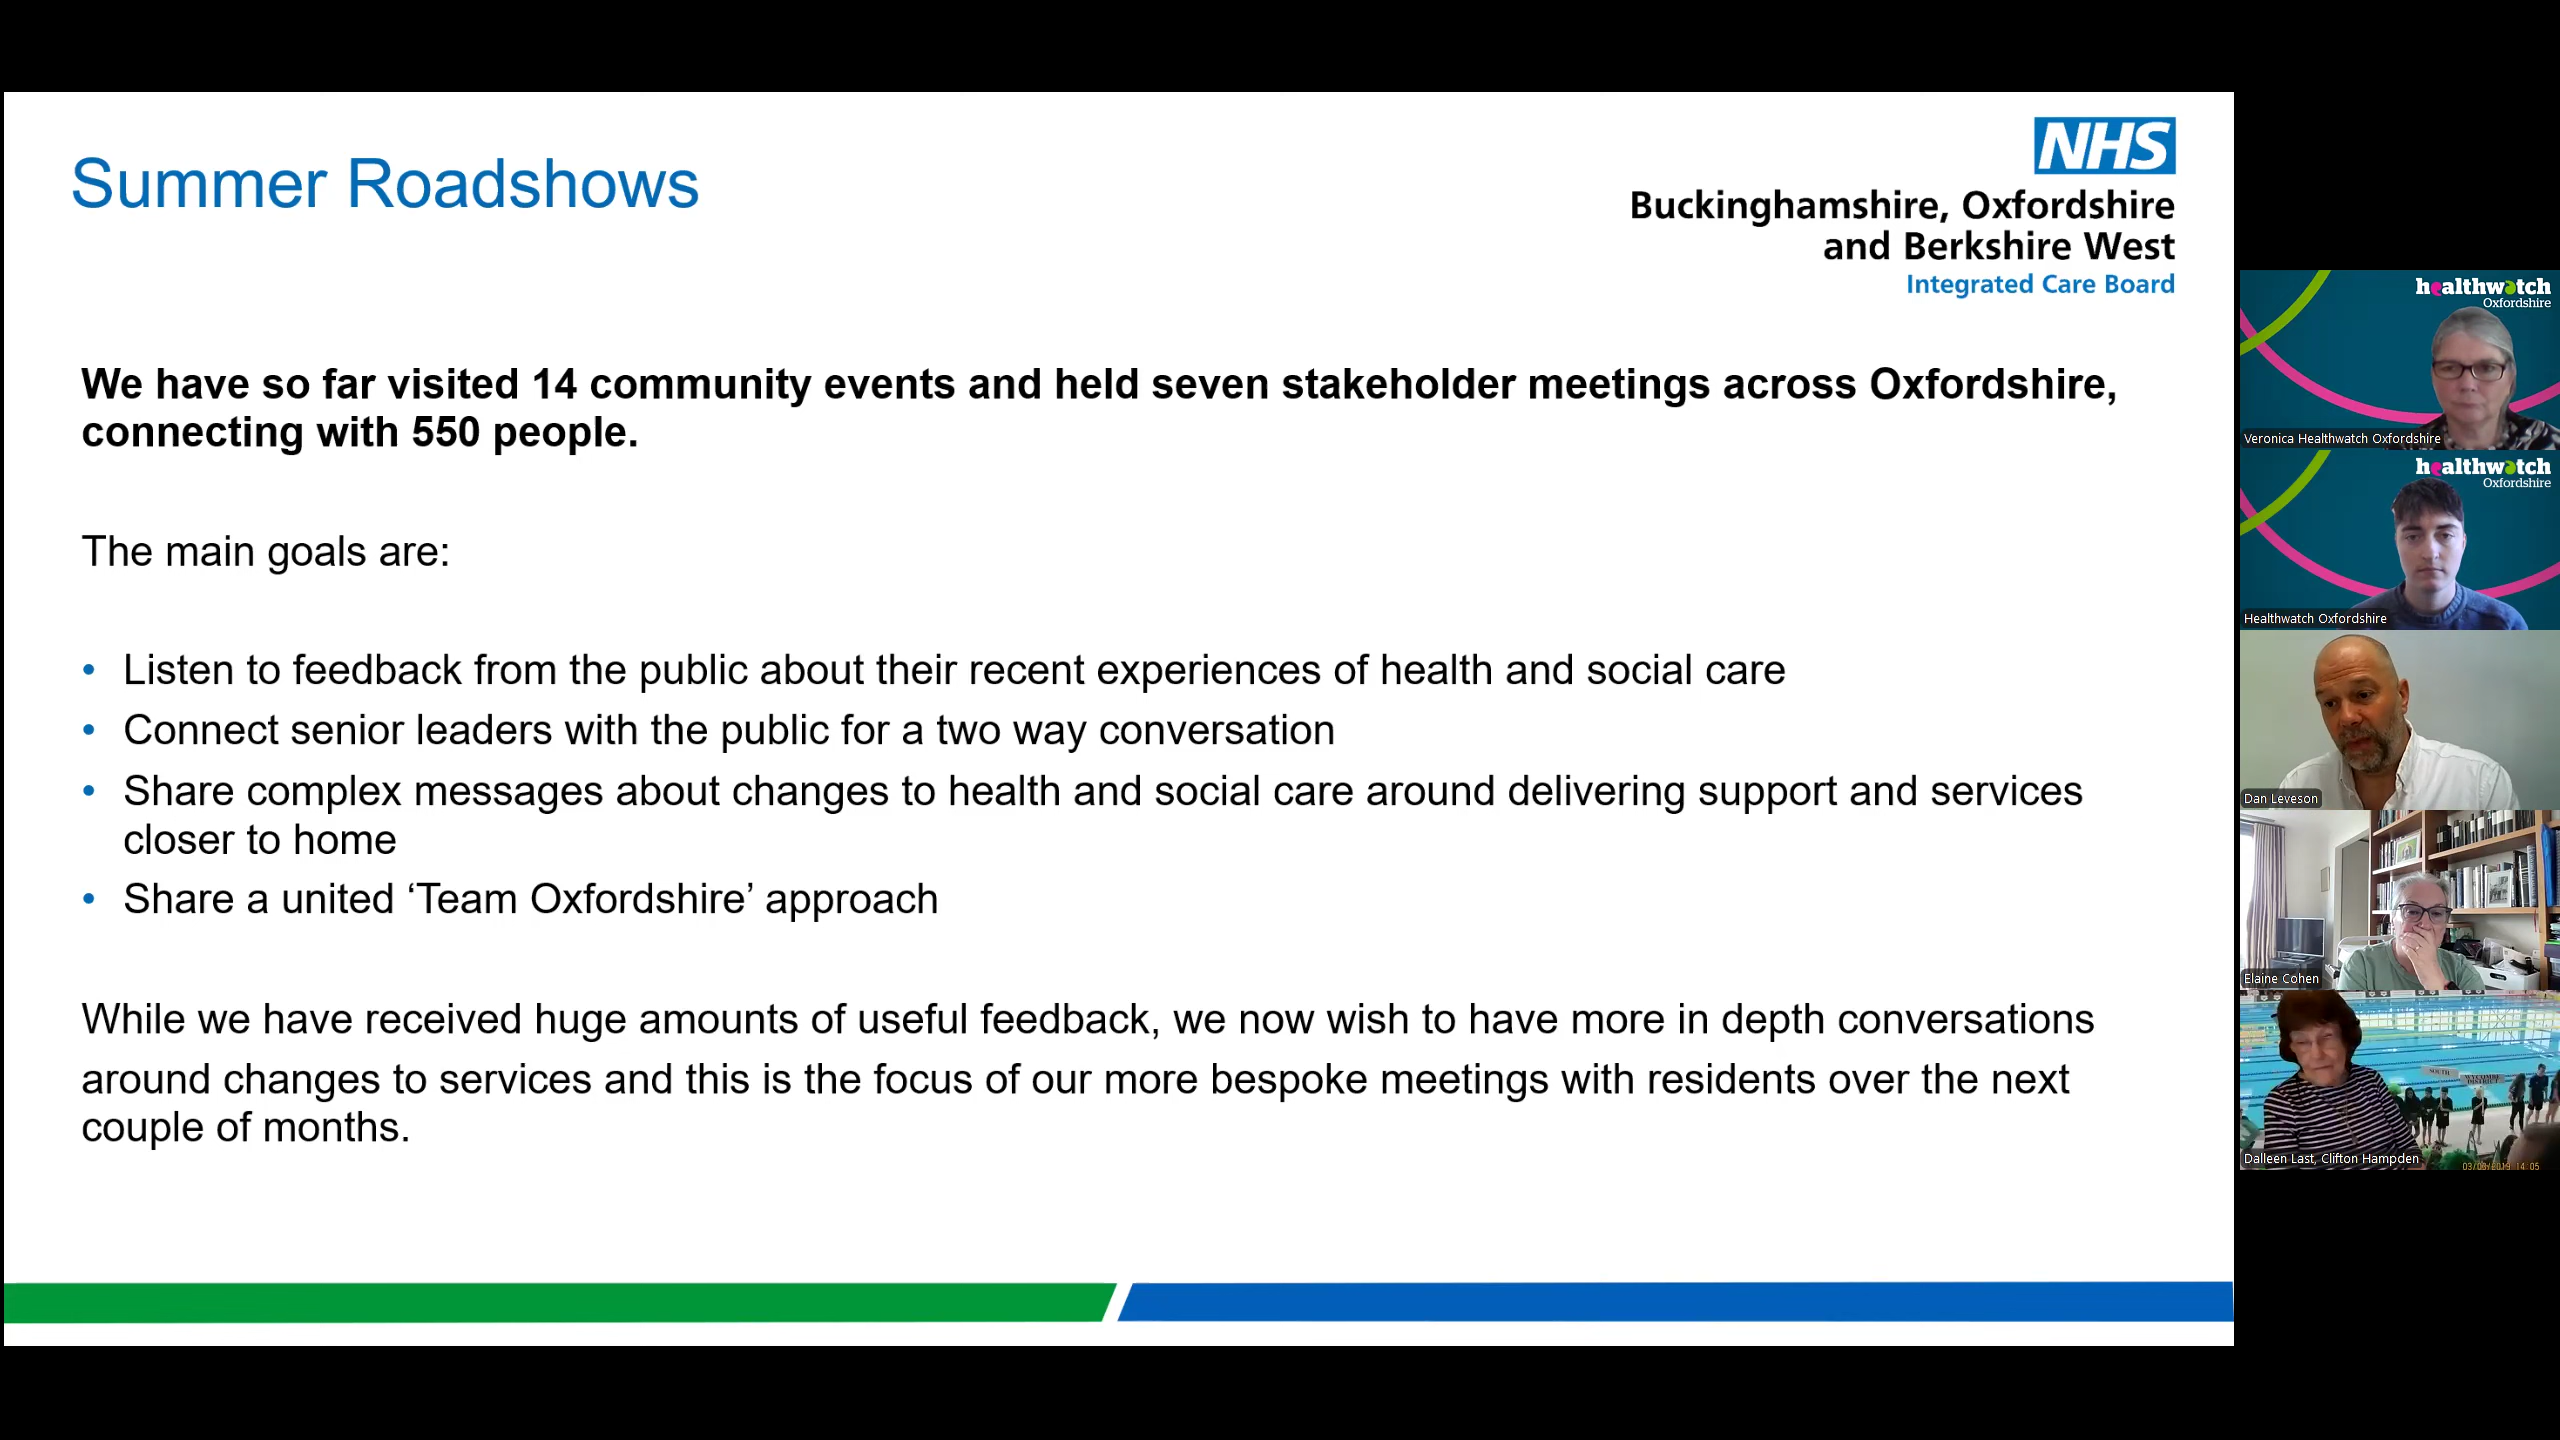 Summer Roadshows
NHS
Buckinghamshire, Oxfordshire
and Berkshire West
Integrated Care Board
We have so far visited 14 community events and held seven stakeholder meetings across Oxfordshire,
connecting with 550 people.
The main goals are:
• Listen to feedback from the public about their recent experiences of health and social care
• Connect senior leaders with the public for a two way conversation
• Share complex messages about changes to health and social care around delivering support and services
closer to home
• Share a united ‘Team Oxfordshire’ approach
While we have received huge amounts of useful feedback, we now wish to have more in depth conversations
around changes to services and this is the focus of our more bespoke meetings with residents over the next
couple of months.
healthwatch
Oxfordshire
Veronica Healthwatch Oxfordshire
healthwatch
Oxfordshire
Healthwatch Oxfordshire
Dan Leveson
Elaine Cohen
SOUTH
Dalleen Last, Clifton Hampden